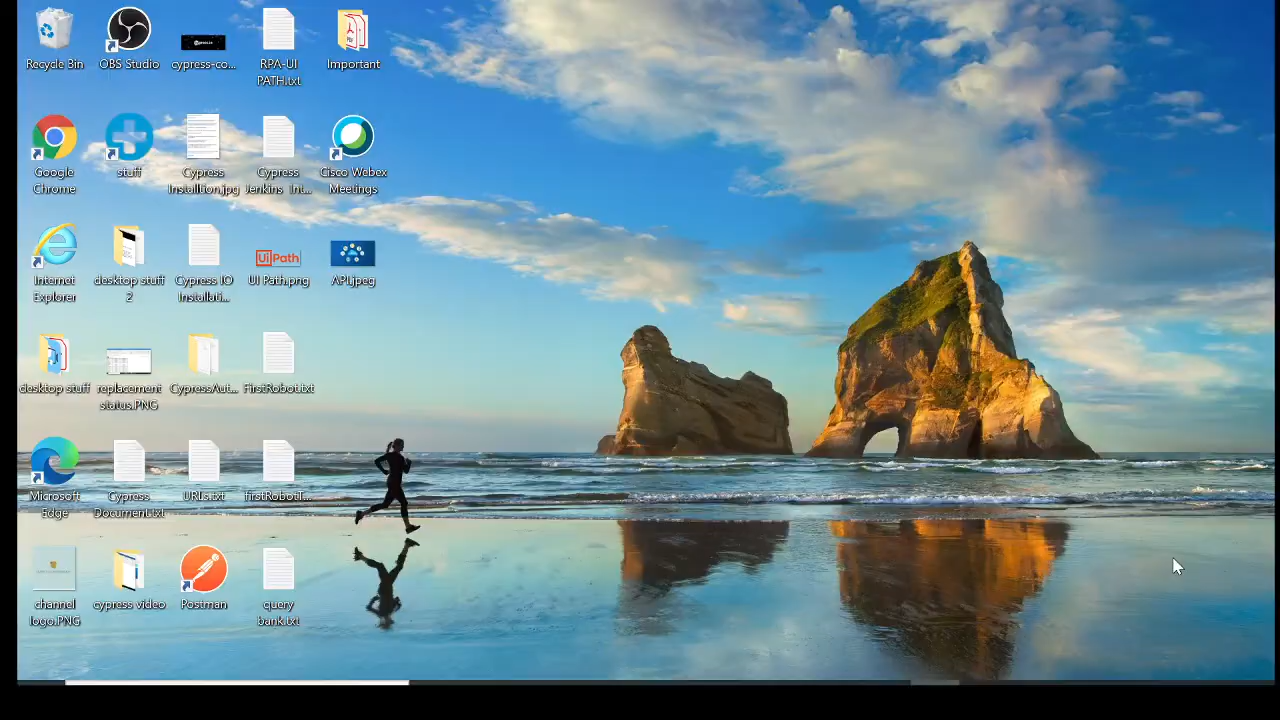 Recycle Bin
OBS Studio
cypress-co...
RPA-UI
PATH.txt
Important
Google
Chrome
stuff
Cypress
Installtion.jpg
Cypress
Jenkins_Int...
Cisco Webex
Meetings
Internet
Explorer
desktop stuff
2
Cypress IO
Installati...
UiPath
UI Path.png
API.jpeg
desktop stuff
replacement
status.PNG
CypressAut...
FirstRobot.txt
Microsoft
Edge
Cypress
Document.txt
URLs.txt
firstRobotT...
channel
logo.PNG
cypress video
Postman
query
bank.txt